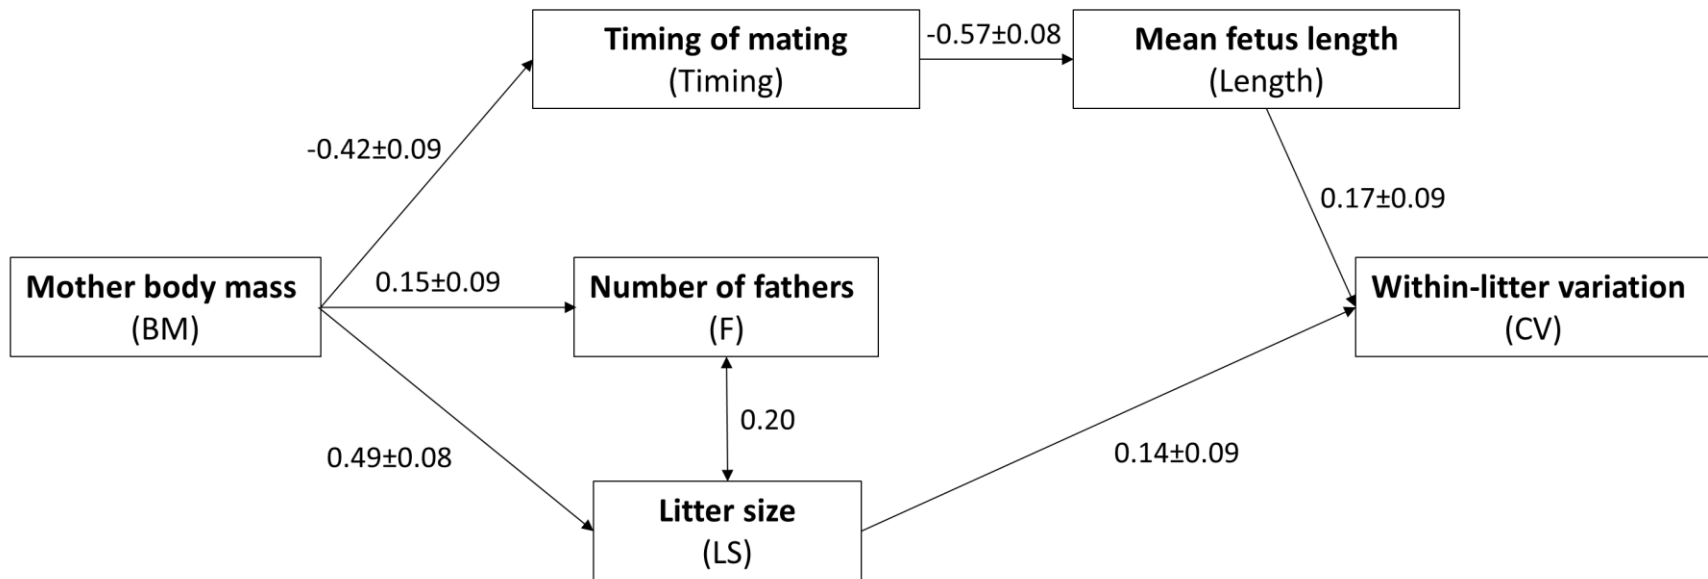 Timing of mating
(Timing)
-0.57±0.08
Mean fetus length
(Length)
-0.42±0.09
0.17±0.09
Mother body mass
(BM)
0.15±0.09
Number of fathers
(F)
Within-litter variation
(CV)
0.20
0.49±0.08
0.14±0.09
Litter size
(LS)